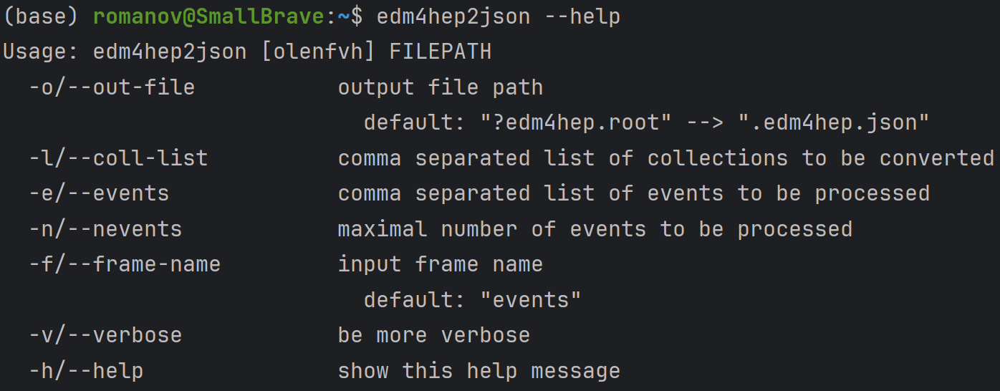 (base) romanov@SmallBrave:~$ edm4hep2json --help
Usage: edm4hep2json [olenfvh] FILEPATH
  -o/--out-file           output file path
                            default: "?edm4hep.root" --> ".edm4hep.json"
  -l/--coll-list          comma separated list of collections to be converted
  -e/--events             comma separated list of events to be processed
  -n/--nevents            maximal number of events to be processed
  -f/--frame-name         input frame name
                            default: "events"
  -v/--verbose            be more verbose
  -h/--help               show this help message